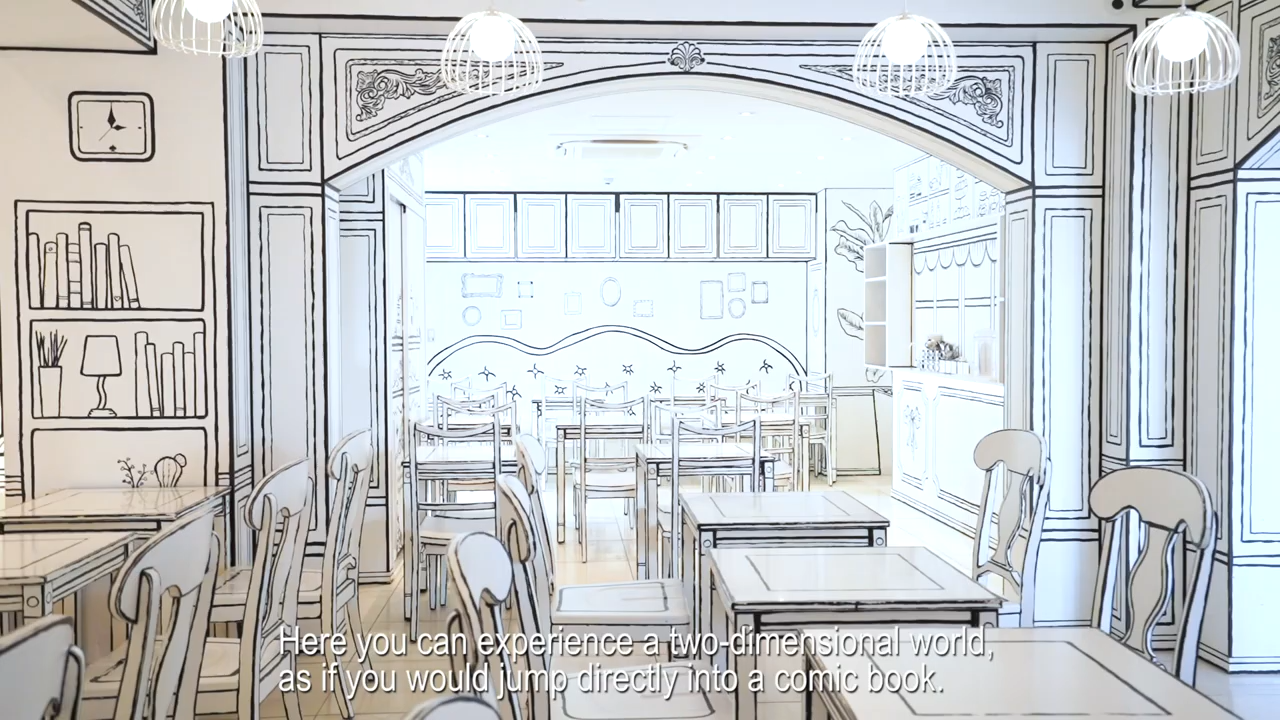 Here you can experience a two-dimensional world,
as if you would jump directly into a comic book.